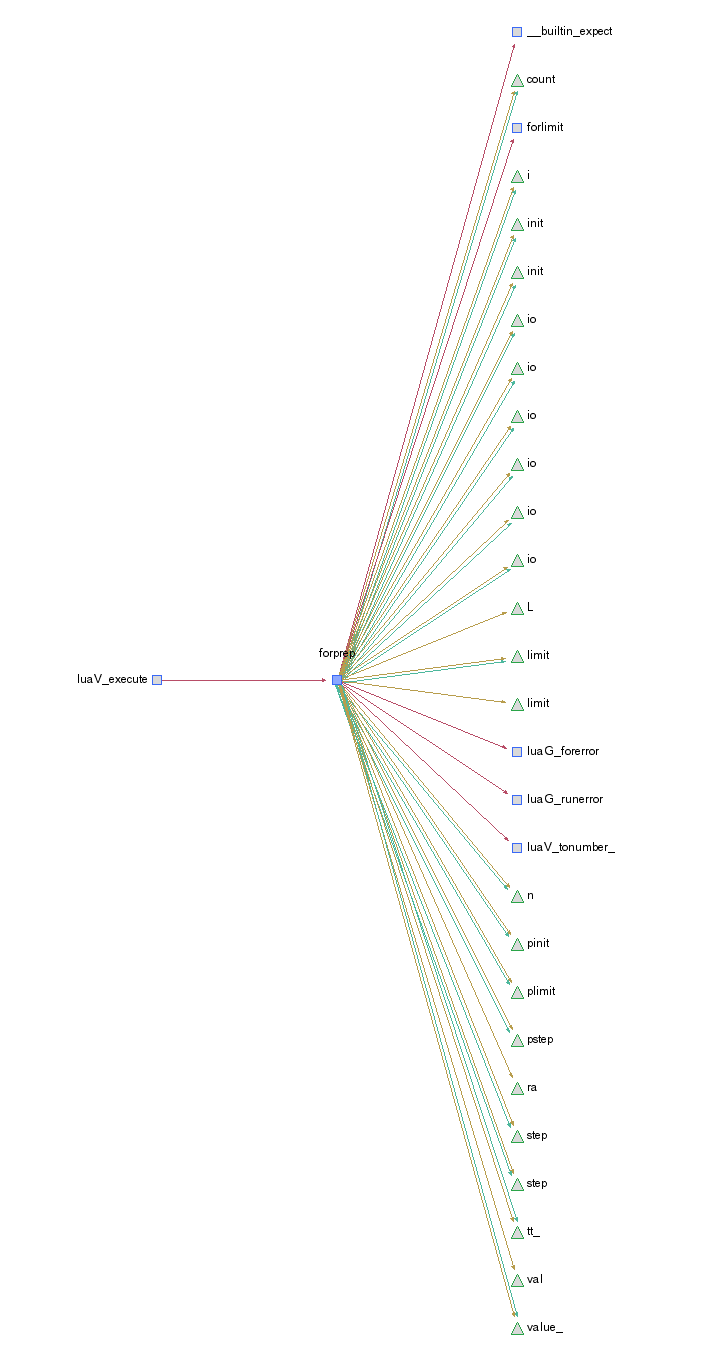 __builtin_expect
count
forlimit
i
init
init
io
io
io
io
io
io
L
forprep
limit
luaV_execute
limit
luaG_forerror
luaG_runerror
luaV_tonumber_
n
pinit
plimit
pstep
ra
step
step
tt_
val
value_